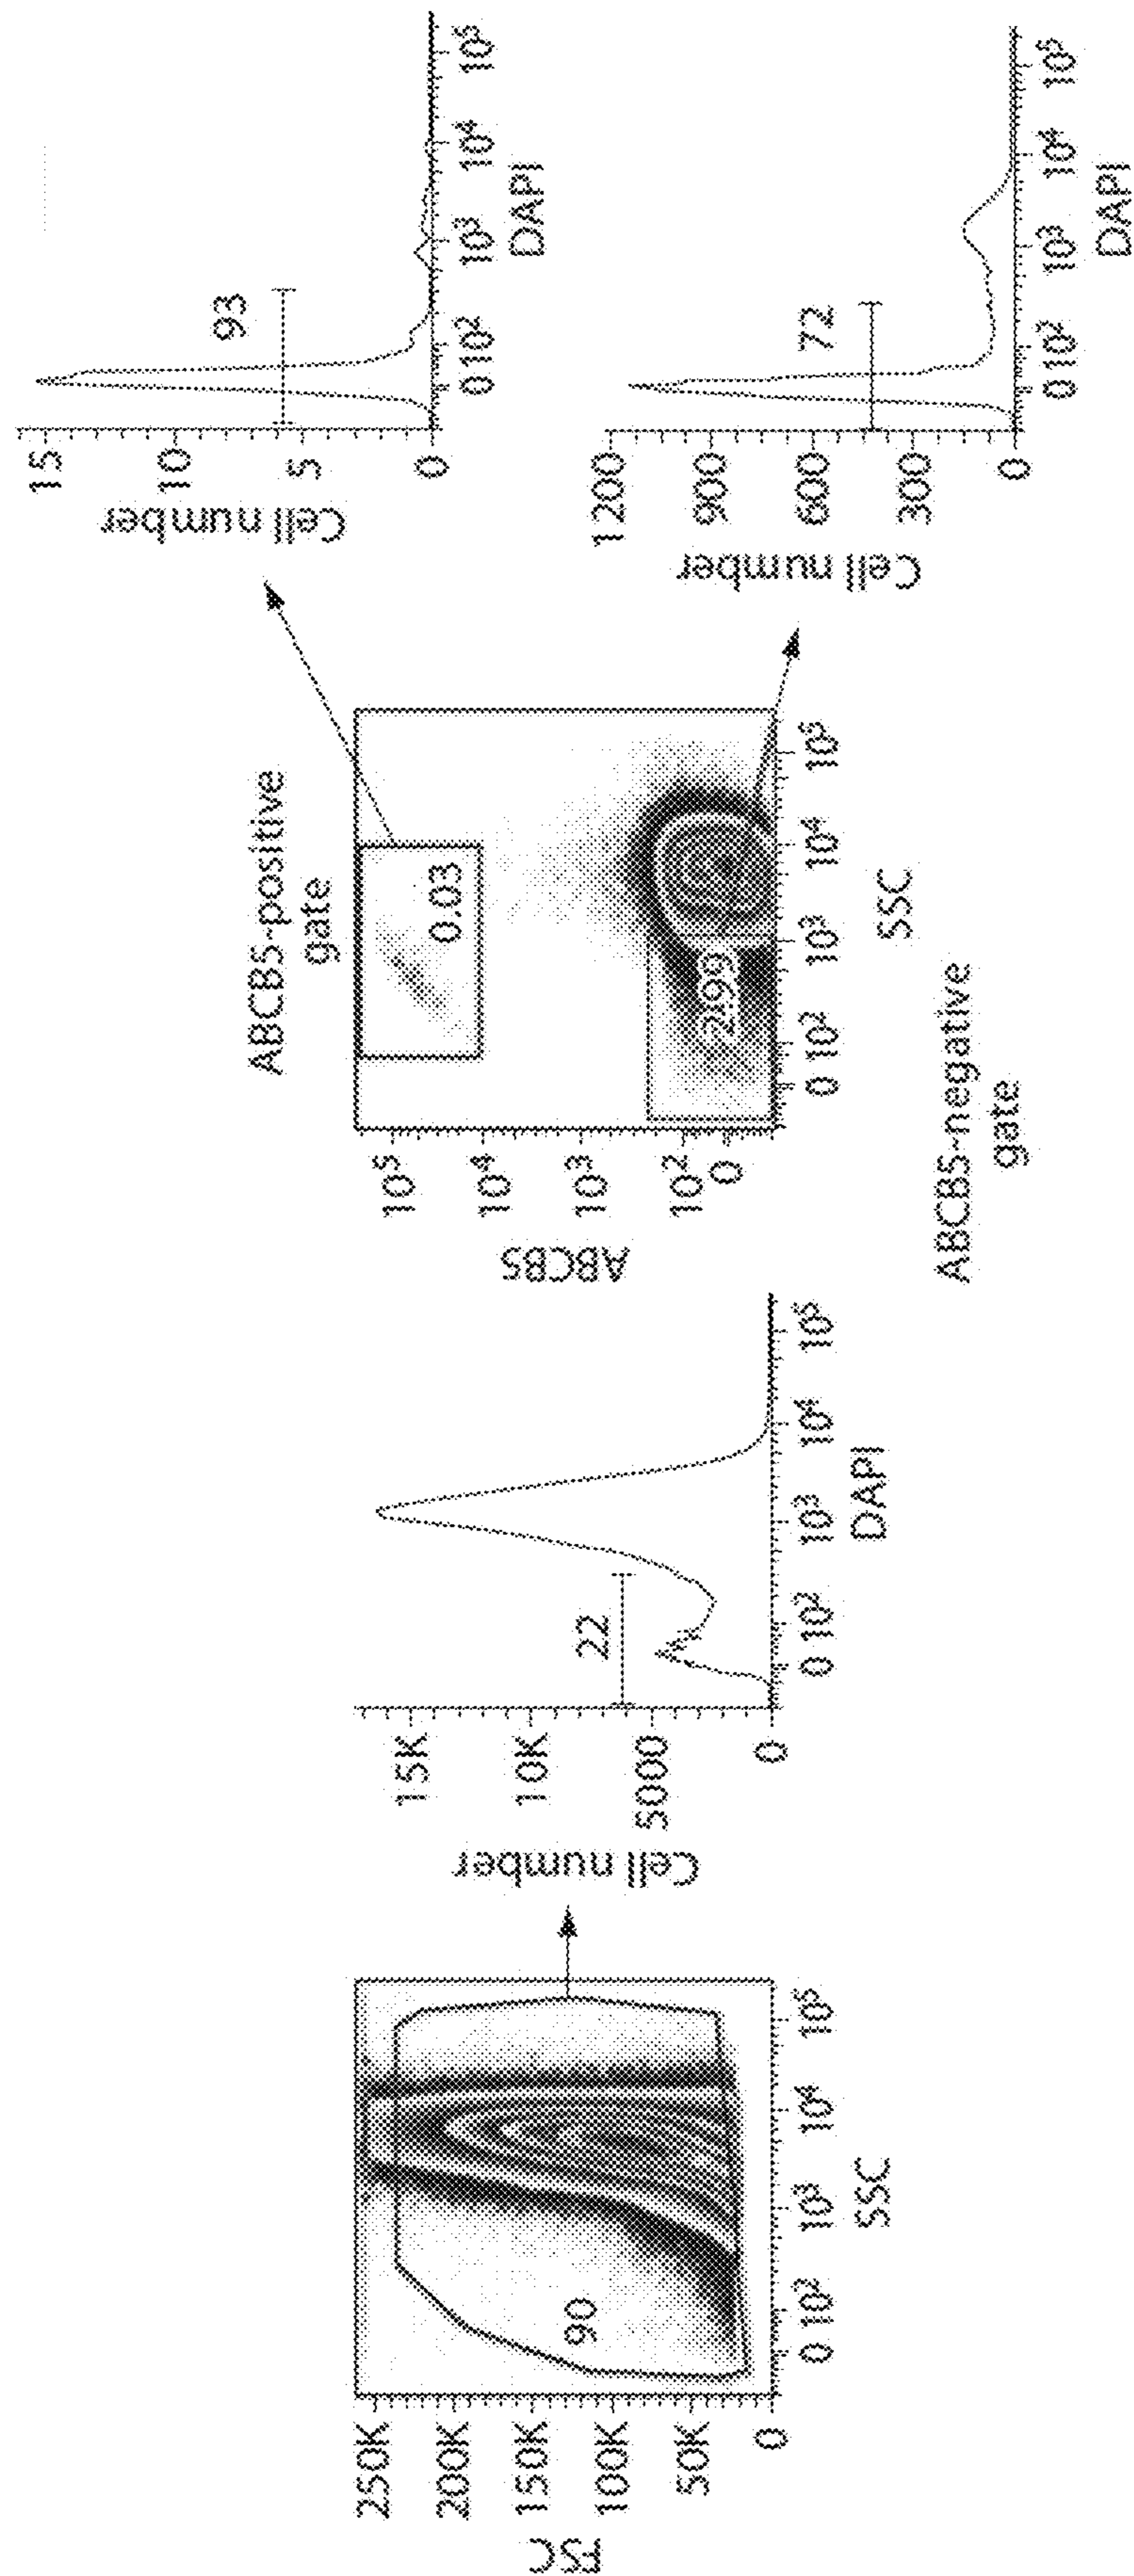 FSC
250K
200K
150K
100K
50K
0
90
0 10² 10³ 10⁴ 10⁵
SSC
Cell number
15K
10K
5000
0
22
0 10² 10³ 10⁴ 10⁵
DAPI
ABCB5-positive
gate
ABCB5
10⁵
10⁴
10³
10²
0
0.03
2.99
0 10² 10³ 10⁴ 10⁵
SSC
ABCB5-negative
gate
Cell number
15
10
5
0
93
0 10² 10³ 10⁴ 10⁵
DAPI
Cell number
1200
900
600
300
0
72
0 10² 10³ 10⁴ 10⁵
DAPI